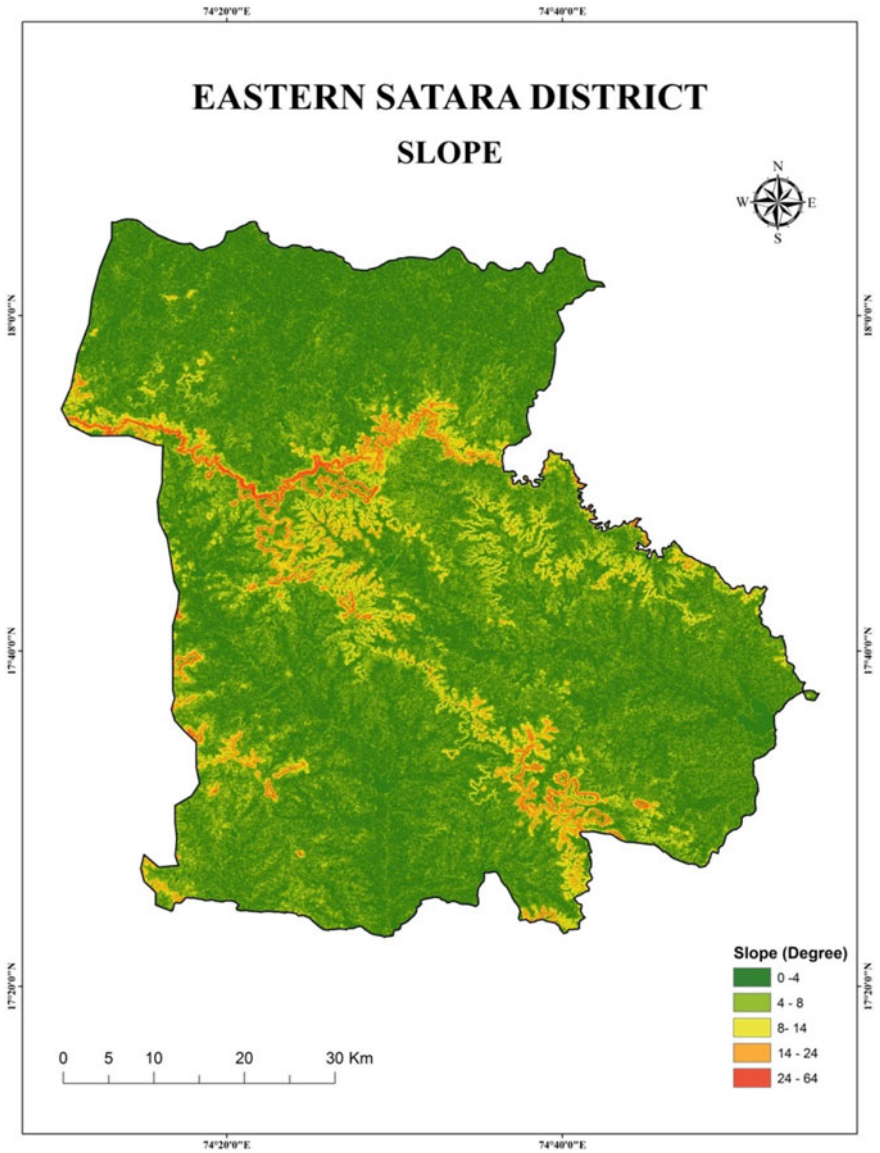 74°20'0"E 74°40'0"E
EASTERN SATARA DISTRICT
SLOPE
N
W E
S
18°0'0"N 18°0'0"N
17°40'0"N 17°40'0"N
17°20'0"N 17°20'0"N
Slope (Degree)
0 -4
4 - 8
8- 14
14 - 24
24 - 64
0 5 10 20 30 Km
74°20'0"E 74°40'0"E